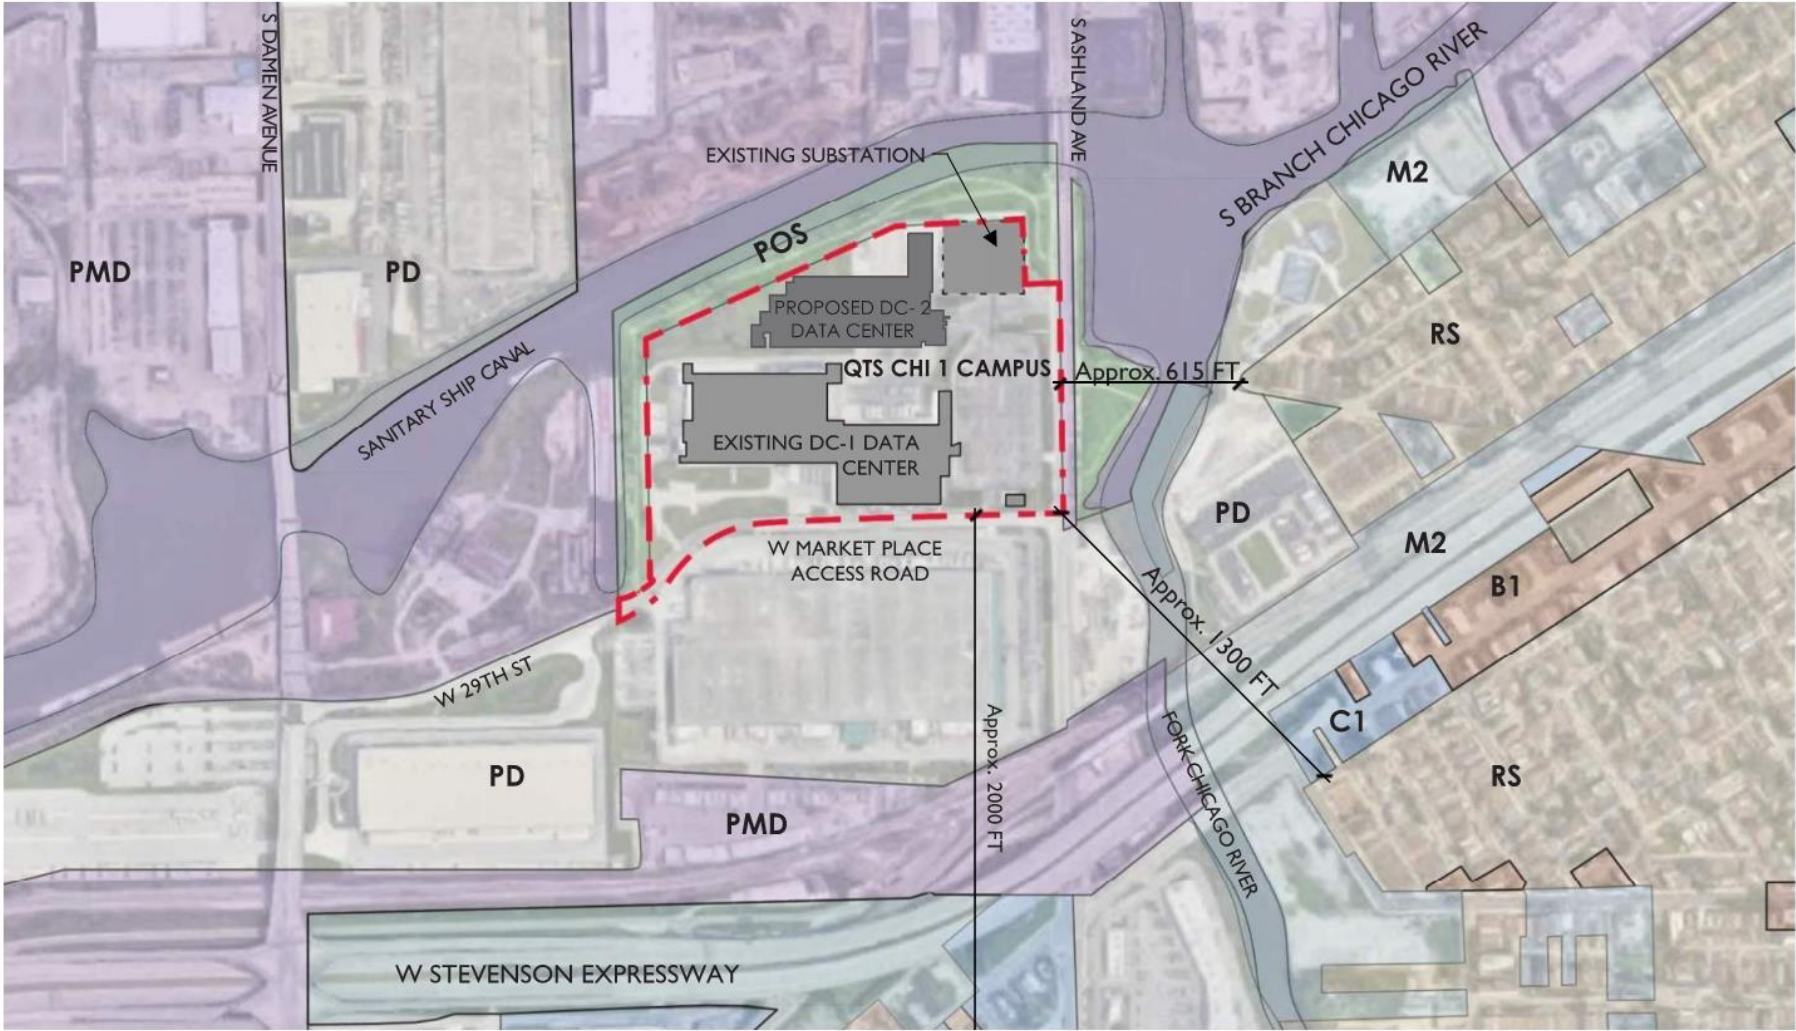 S DAMEN AVENUE
S ASHLAND AVE
S BRANCH CHICAGO RIVER
EXISTING SUBSTATION
M2
POS
PMD
PD
PROPOSED DC- 2
DATA CENTER
RS
SANITARY SHIP CANAL
QTS CHI 1 CAMPUS
Approx. 615 FT
EXISTING DC-1 DATA
CENTER
PD
M2
W MARKET PLACE
ACCESS ROAD
B1
Approx. 1300 FT
W 29TH ST
C1
Approx. 2000 FT
FORK CHICAGO RIVER
PD
RS
PMD
W STEVENSON EXPRESSWAY